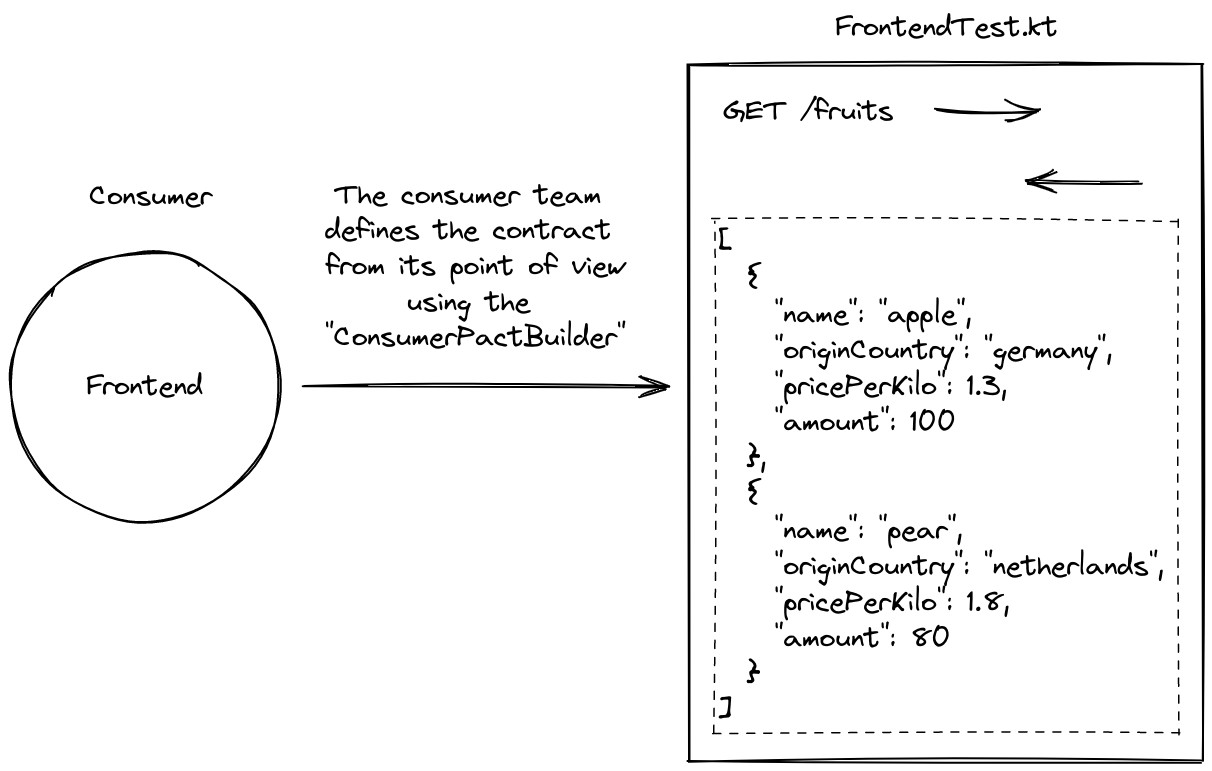 FrontendTest.kt
GET /fruits
Consumer
The consumer team
defines the contract
from its point of view
using the
"ConsumerPactBuilder"
Frontend
[
{
"name": "apple",
"originCountry": "germany",
"pricePerKilo": 1.3,
"amount": 100
},
{
"name": "pear",
"originCountry": "netherlands",
"pricePerKilo": 1.8,
"amount": 80
}
]